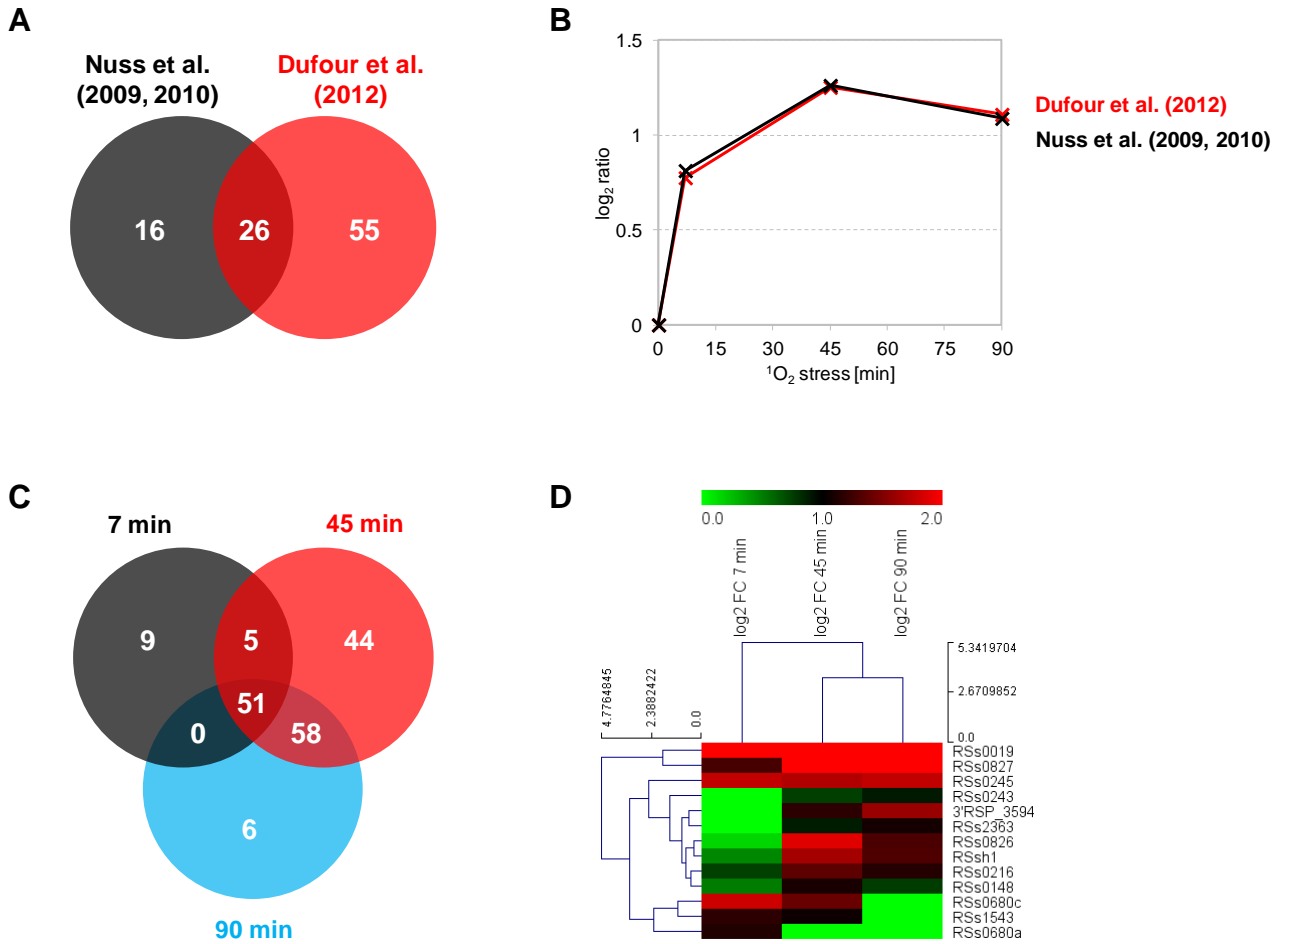 A
Nuss et al.
(2009, 2010)
Dufour et al.
(2012)
16
26
55
B
1.5
1
0.5
0
log2 ratio
0 15 30 45 60 75 90
¹O₂ stress [min]
Dufour et al. (2012)
Nuss et al. (2009, 2010)
C
7 min
45 min
9
5
44
51
0
58
6
90 min
D
0.0 1.0 2.0
log2 FC 7 min
log2 FC 45 min
log2 FC 90 min
5.3419704
2.6709852
0.0
4.7764845
2.3882422
0.0
RSs0019
RSs0827
RSs0245
RSs0243
3'RSP_3594
RSs2363
RSs0826
RSsh1
RSs0216
RSs0148
RSs0680c
RSs1543
RSs0680a